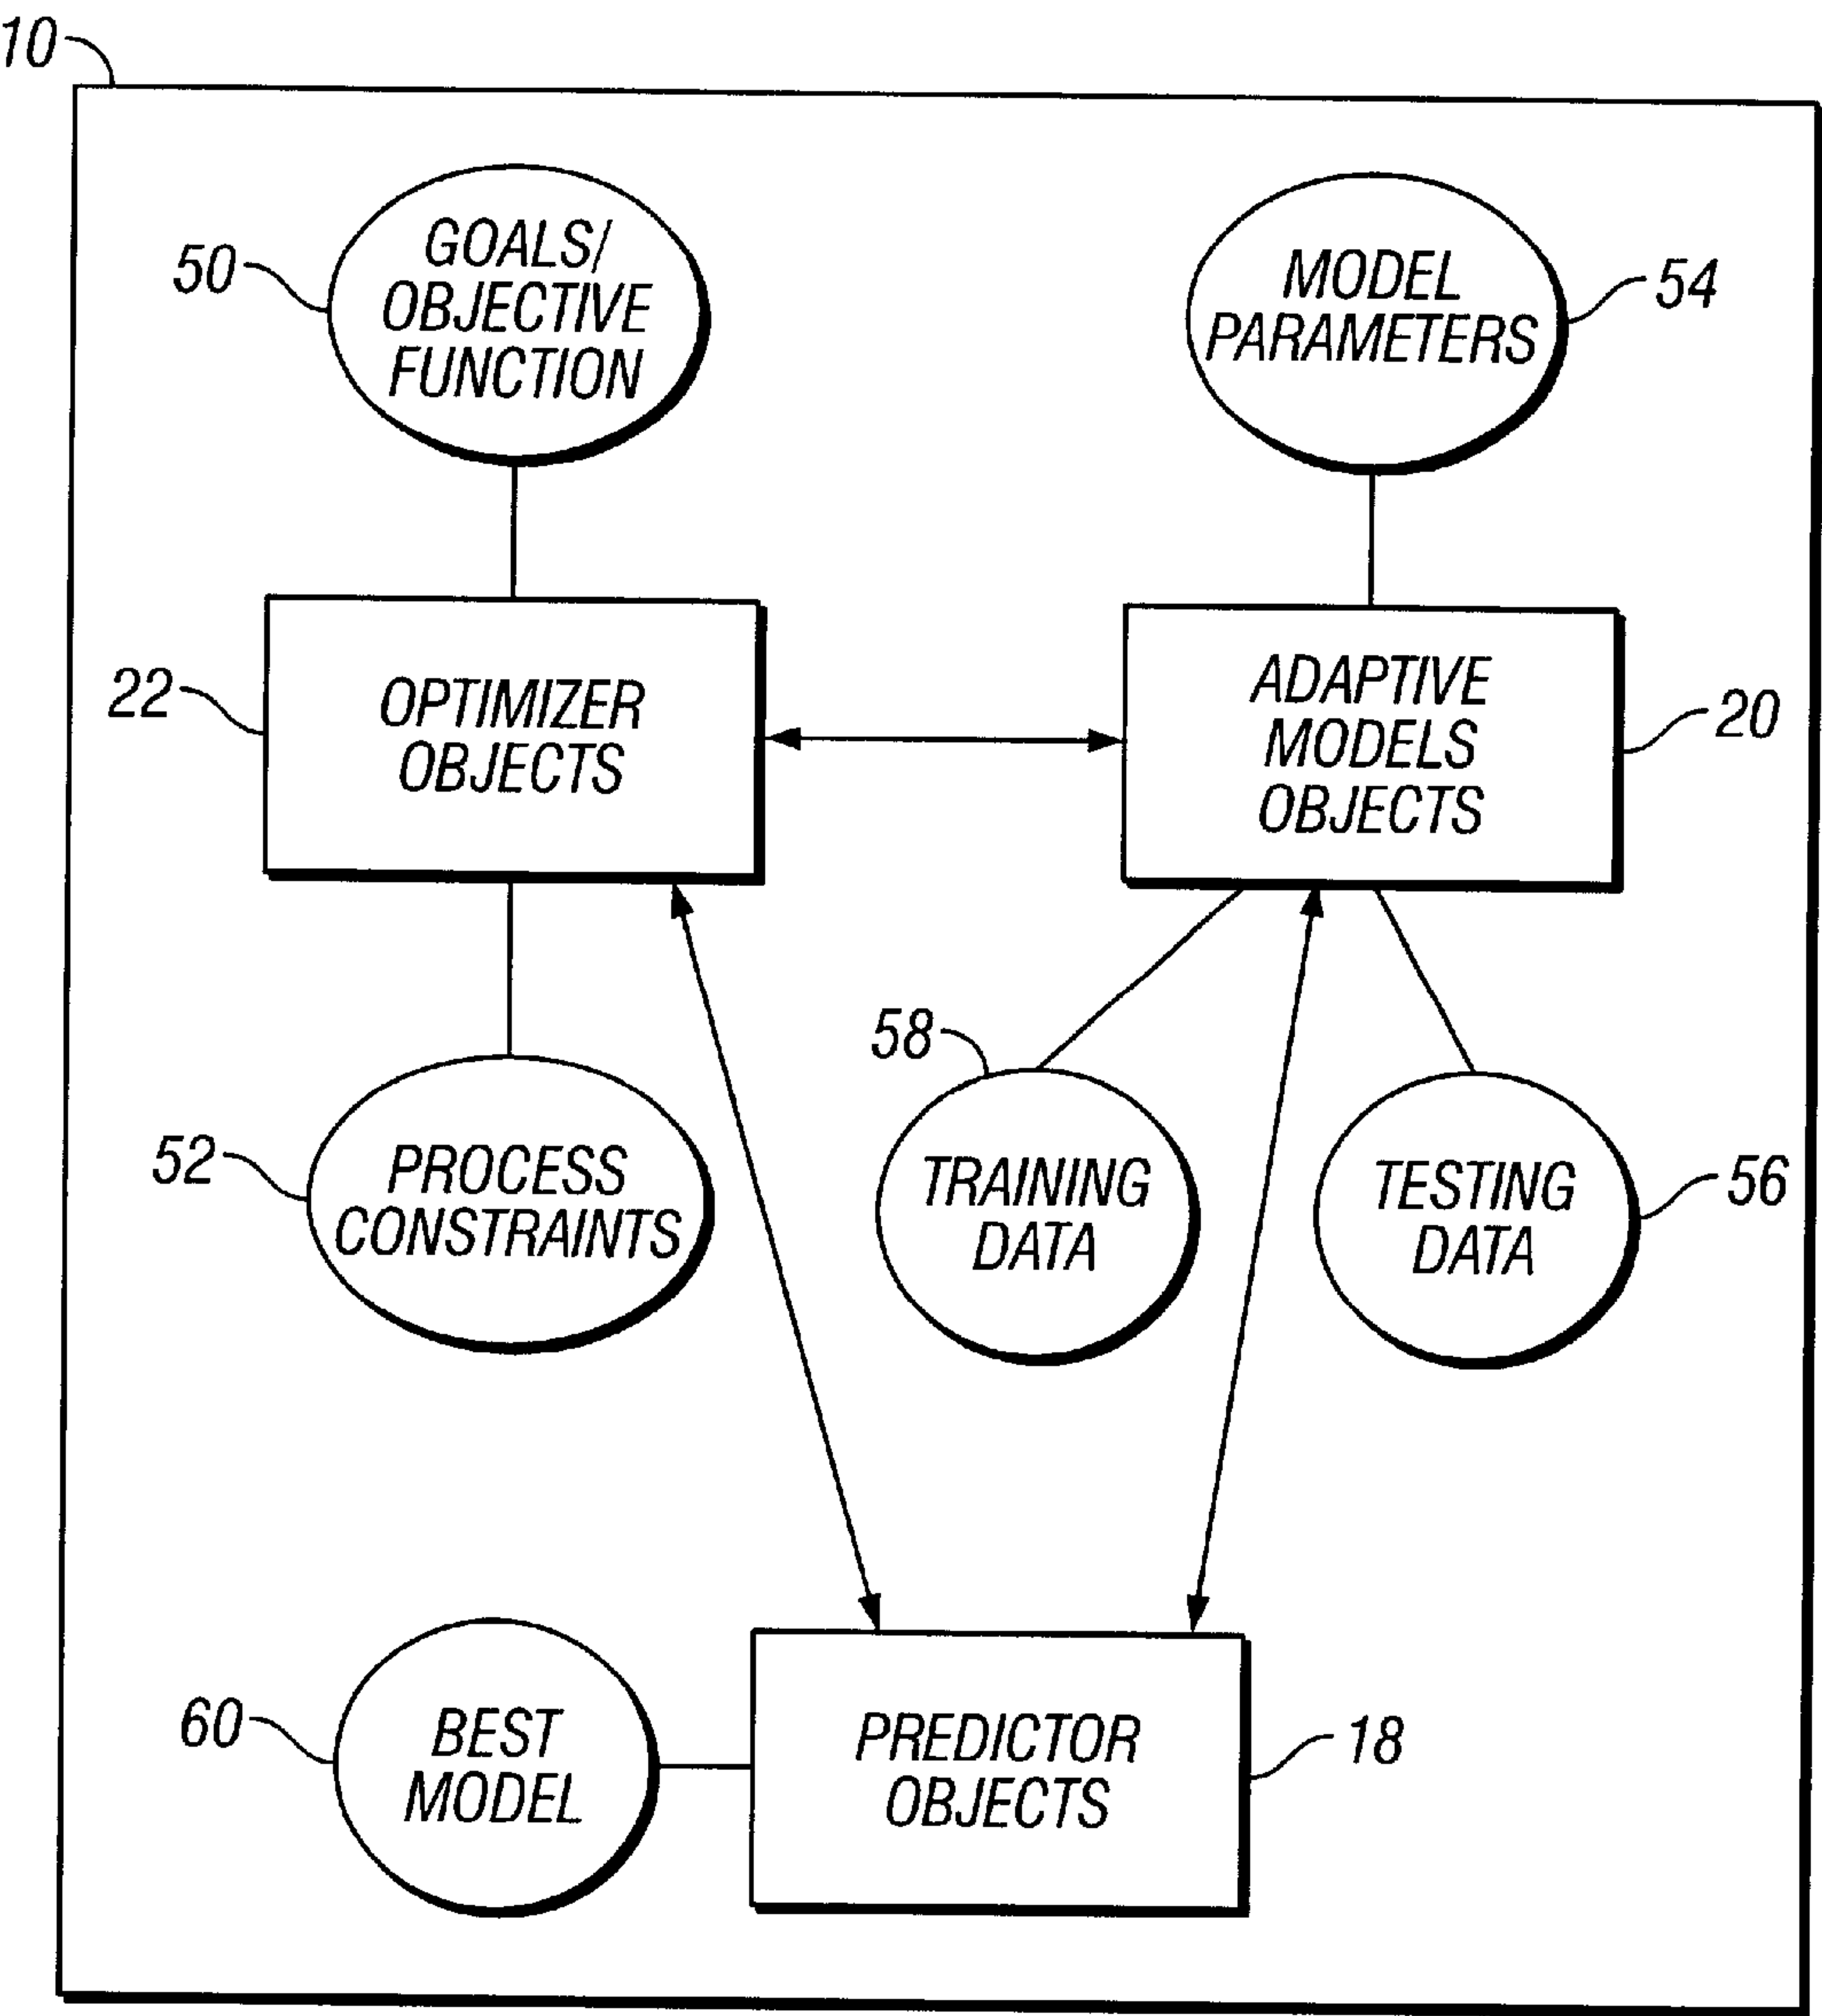 10
50
GOALS/
OBJECTIVE
FUNCTION
MODEL
PARAMETERS
54
22
OPTIMIZER
OBJECTS
ADAPTIVE
MODELS
OBJECTS
20
52
PROCESS
CONSTRAINTS
58
TRAINING
DATA
TESTING
DATA
56
60
BEST
MODEL
PREDICTOR
OBJECTS
18